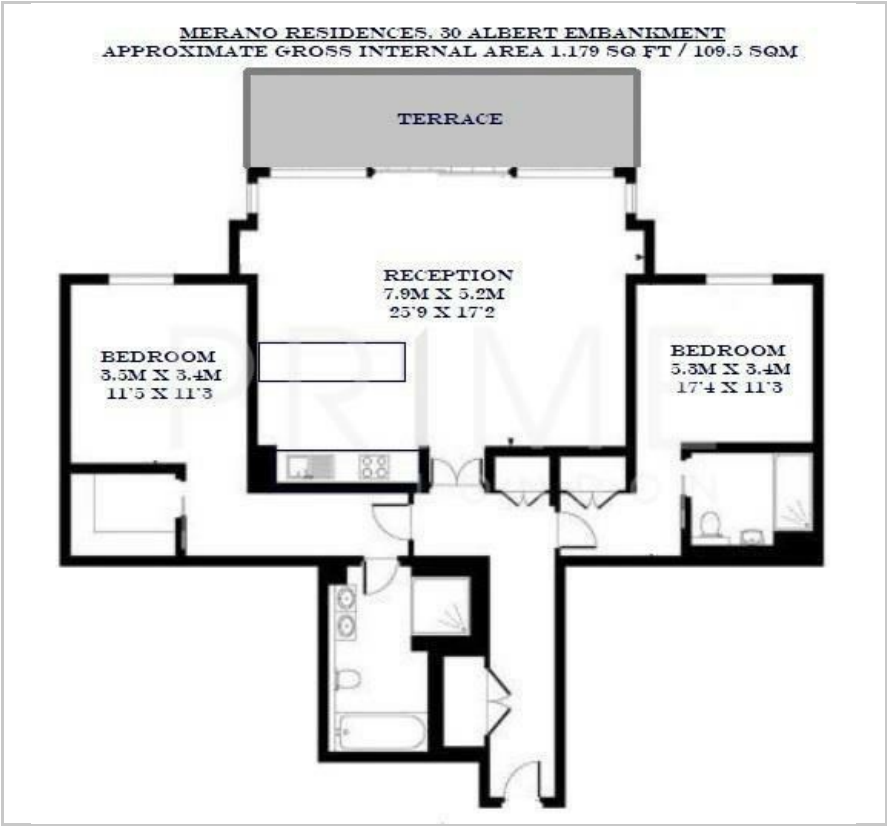 MERANO RESIDENCES. 30 ALBERT EMBANKMENT
APPROXIMATE GROSS INTERNAL AREA 1.179 SQ FT / 109.5 SQM
TERRACE
RECEPTION
7.9M X 5.2M
25'9 X 17'2
BEDROOM
3.5M X 3.4M
11'5 X 11'3
BEDROOM
5.3M X 3.4M
17'4 X 11'3
PRIME
LONDON